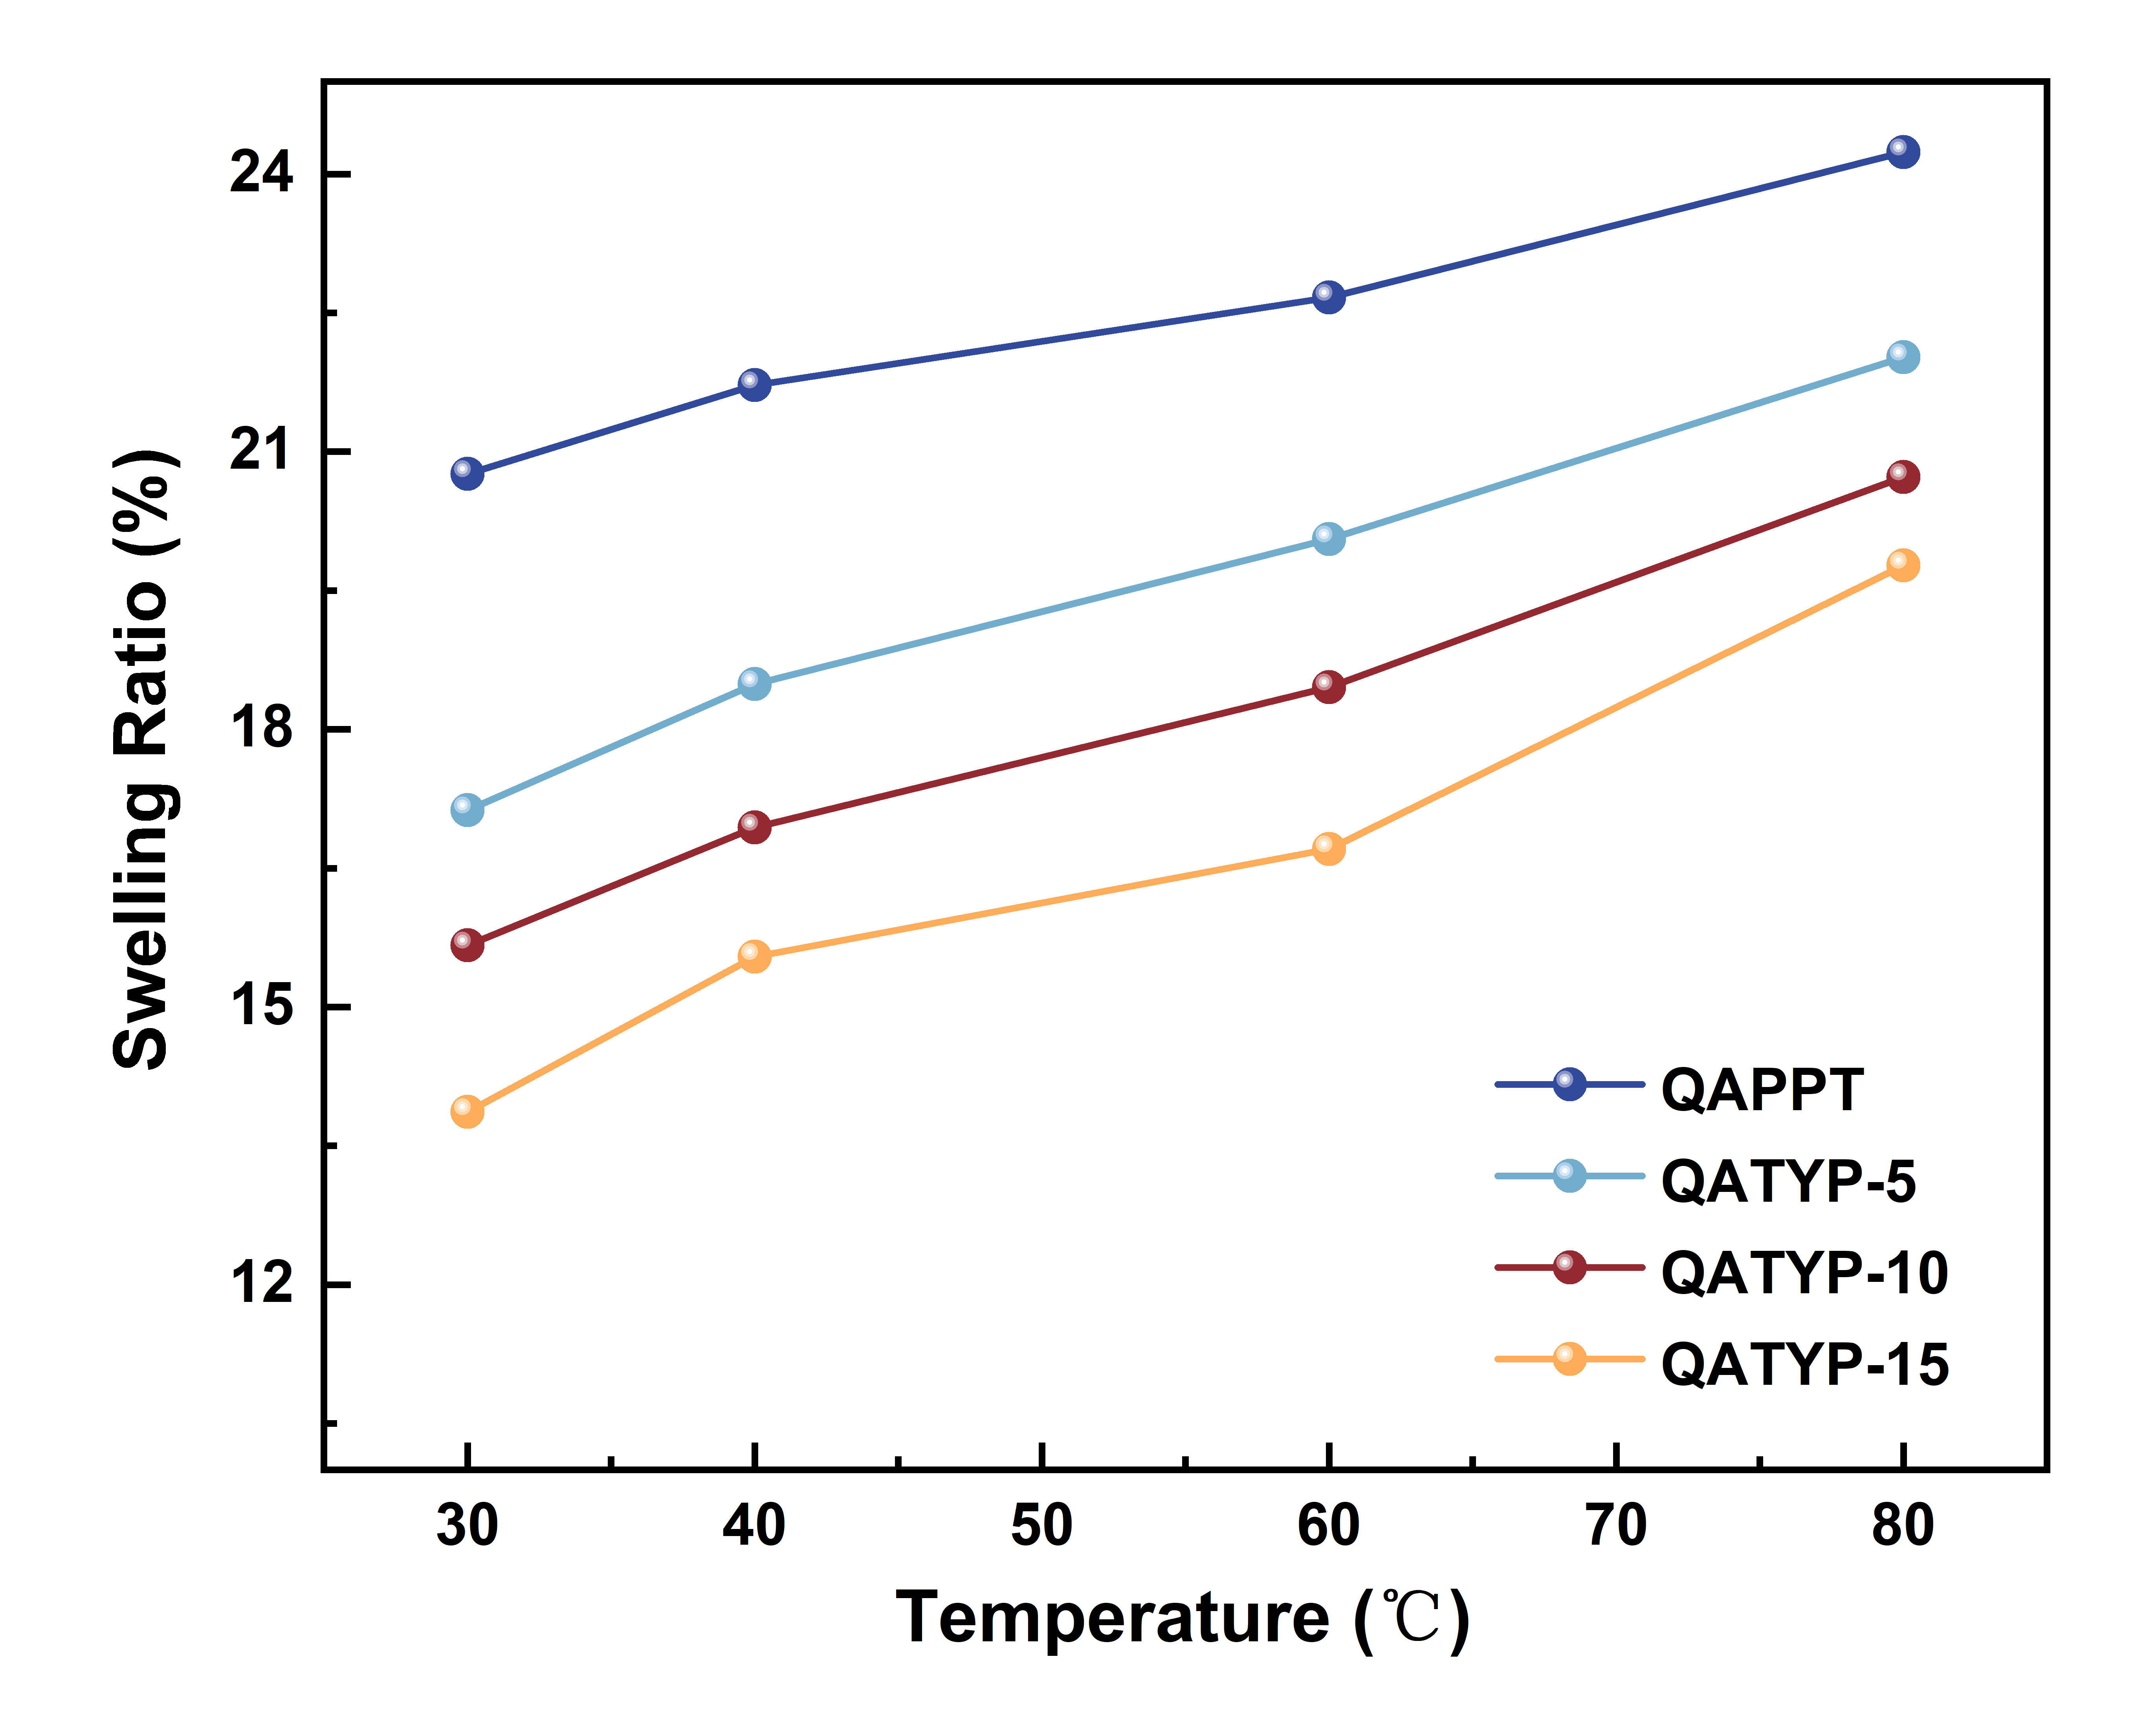 24
21
18
15
12
Swelling Ratio (%)
QAPPT
QATYP-5
QATYP-10
QATYP-15
30 40 50 60 70 80
Temperature (℃)